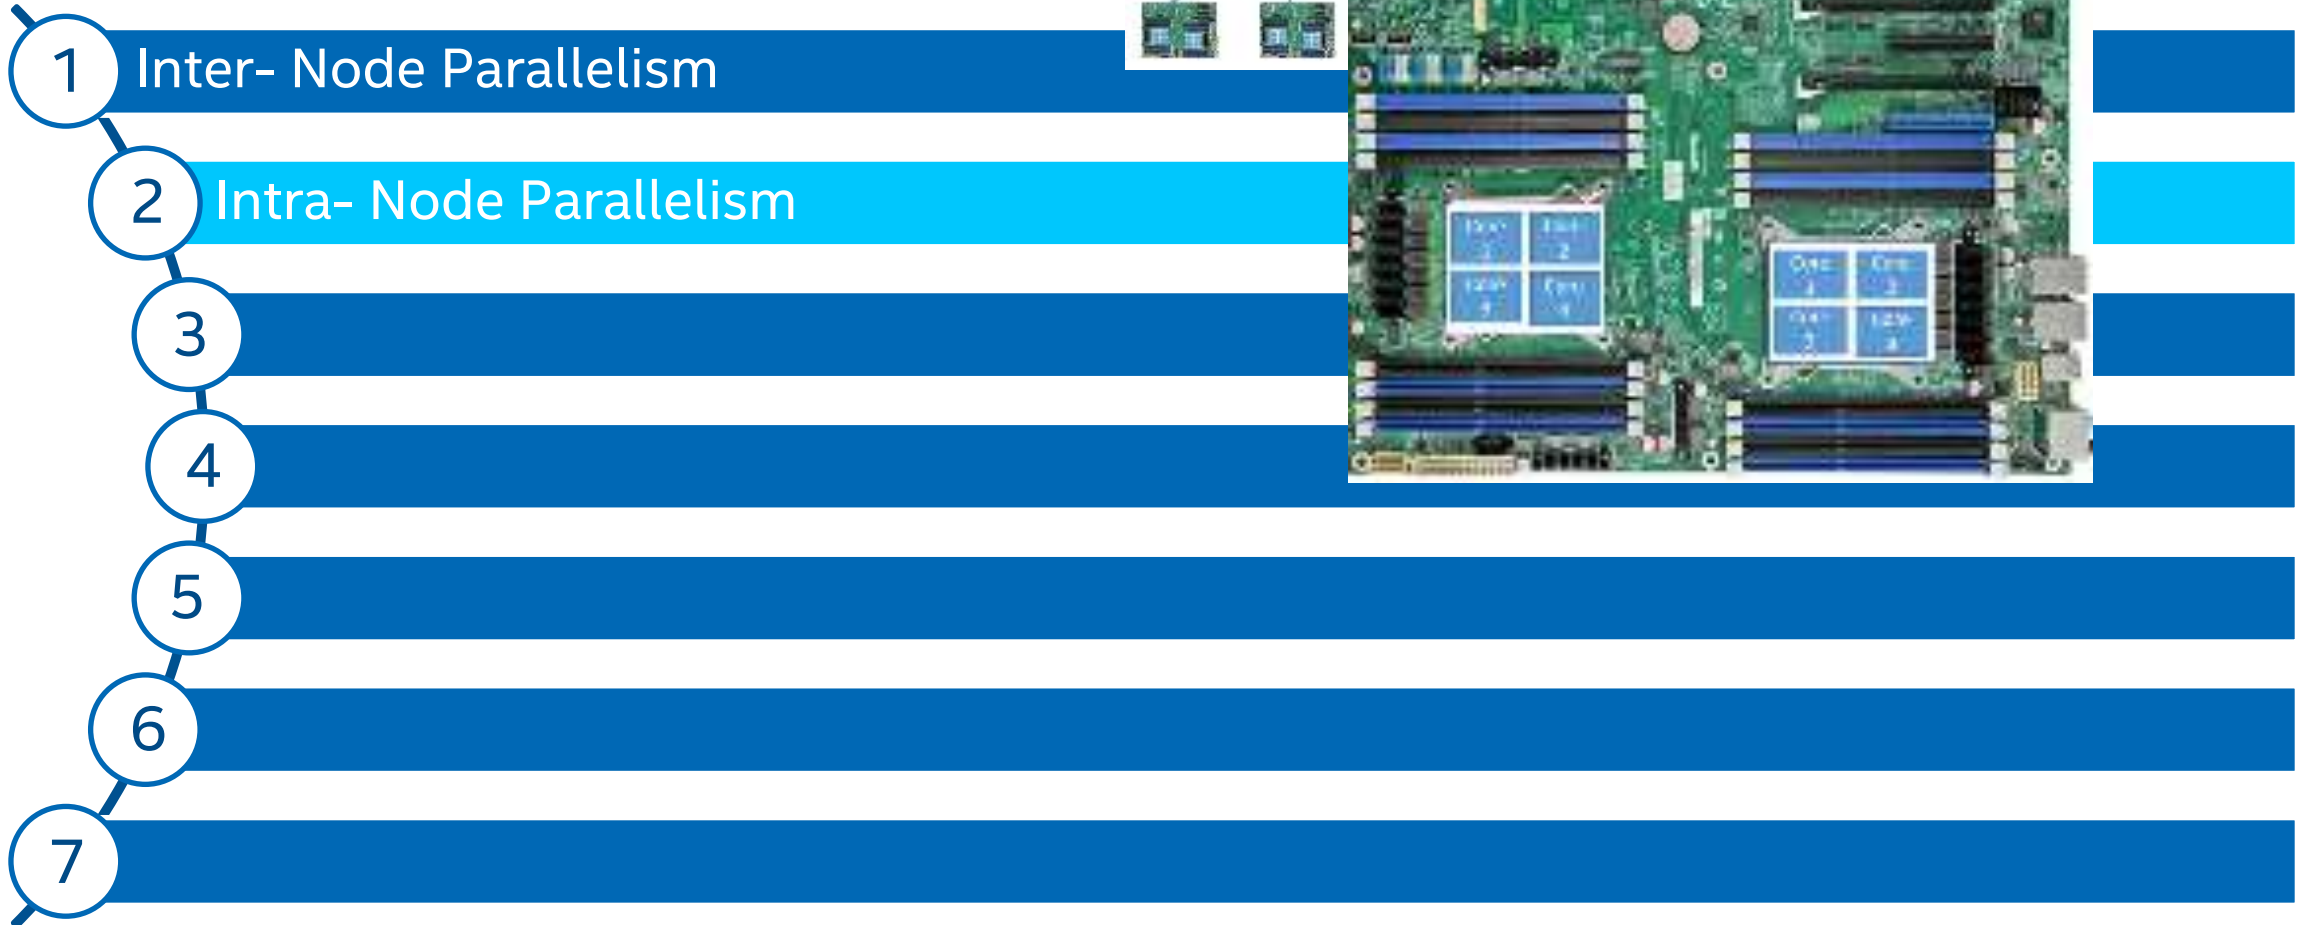 1 Inter- Node Parallelism
2 Intra- Node Parallelism
3
4
5
6
7